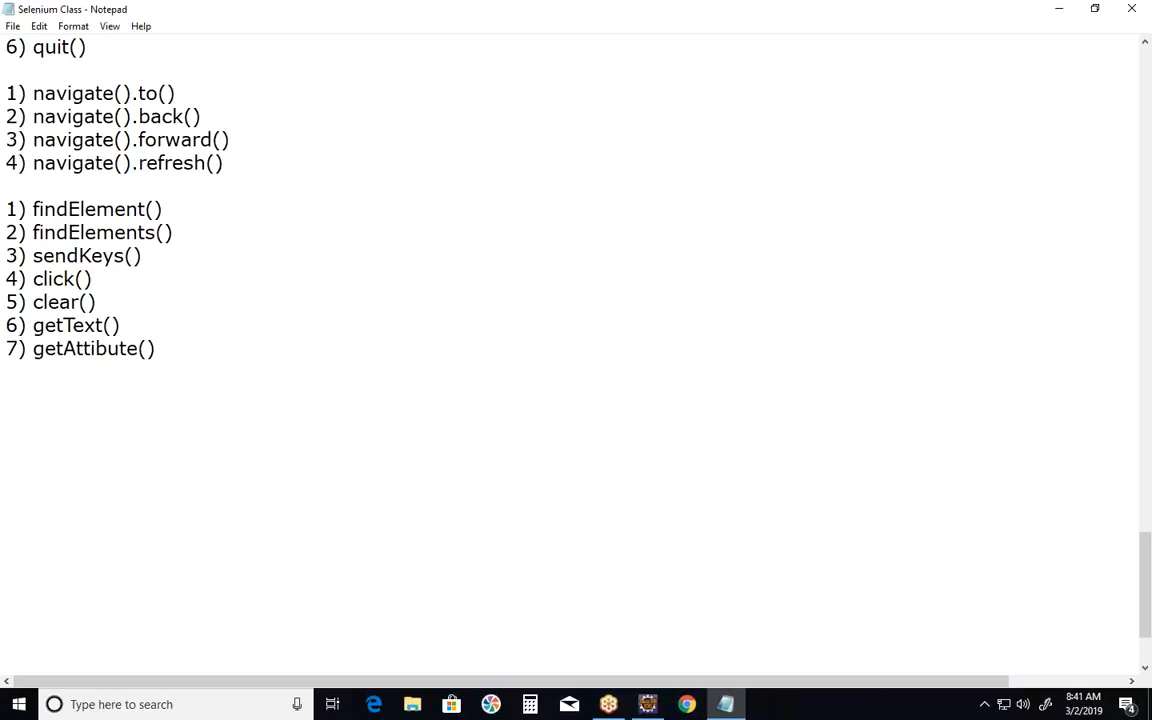 Selenium Class - Notepad
File Edit Format View Help
6) quit()
1) navigate().to()
2) navigate().back()
3) navigate().forward()
4) navigate().refresh()
1) findElement()
2) findElements()
3) sendKeys()
4) click()
5) clear()
6) getText()
7) getAttibute()
Type here to search
8:41 AM
3/2/2019
4